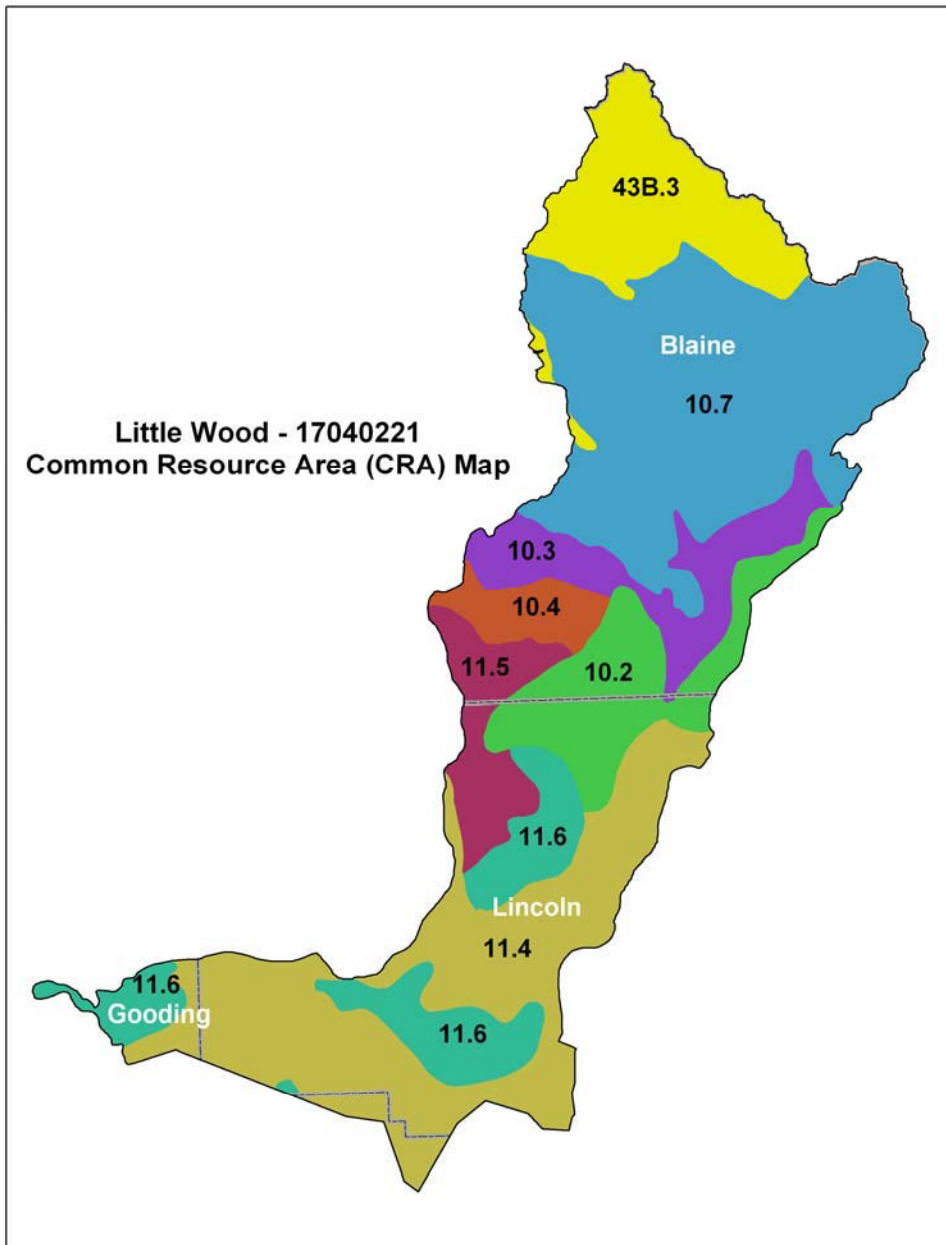 43B.3
Blaine
10.7
Little Wood - 17040221
Common Resource Area (CRA) Map
10.3
10.4
11.5
10.2
11.6
Lincoln
11.4
11.6
Gooding
11.6